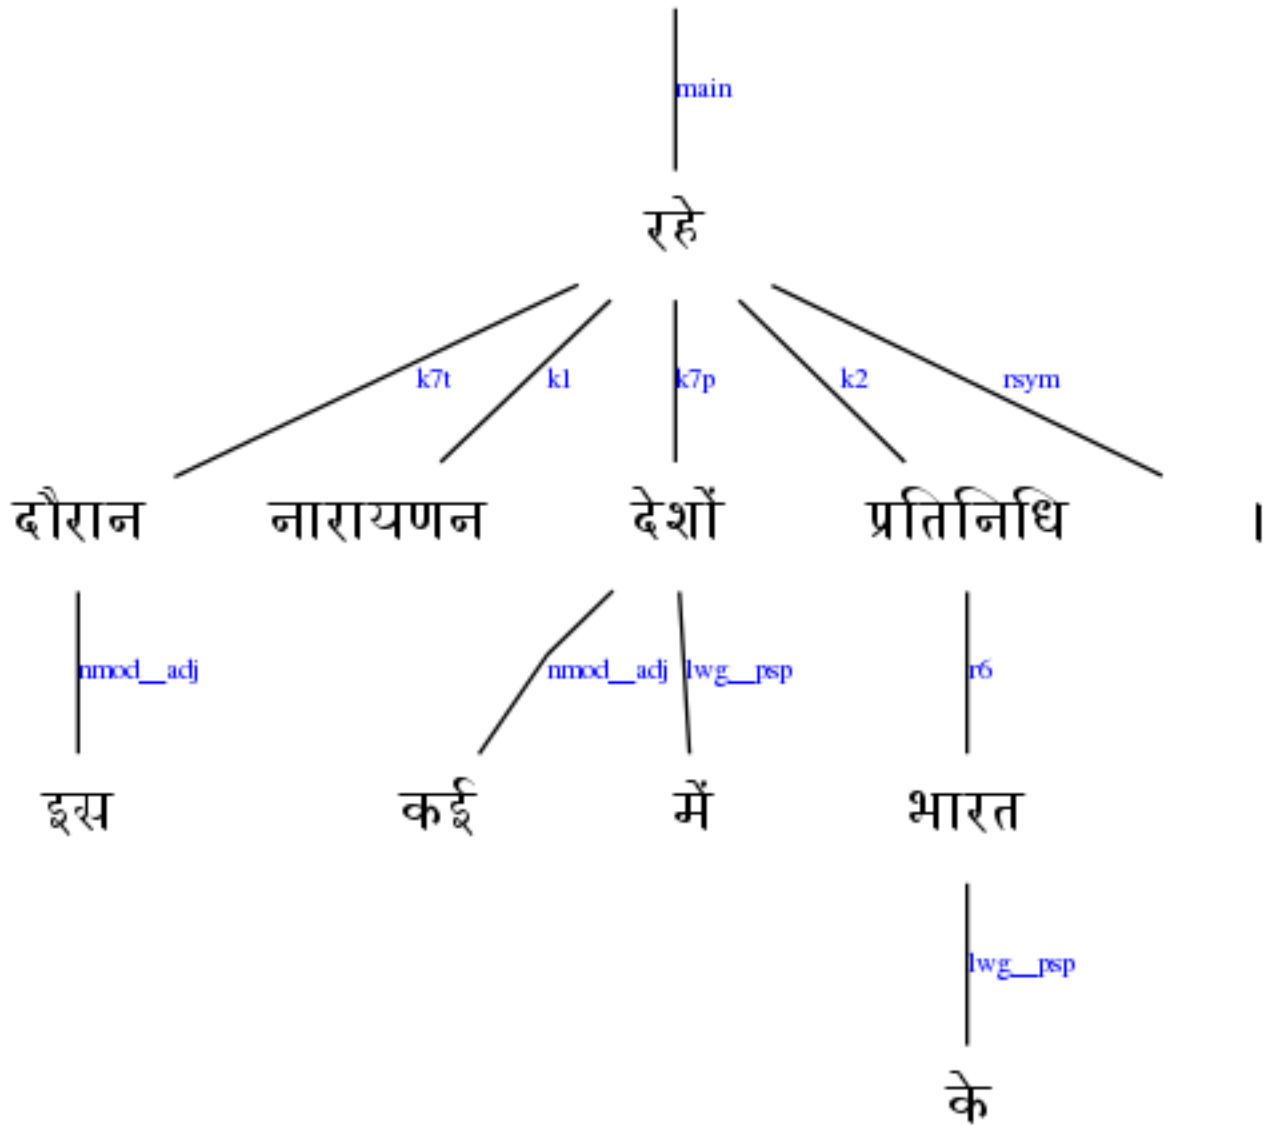 main
रहे
k7t k1 k7p k2 rsym
दौरान नारायणन देशों प्रतिनिधि ।
nmod__adj nmod__adj lwg__psp r6
इस कई में भारत
lwg__psp
के